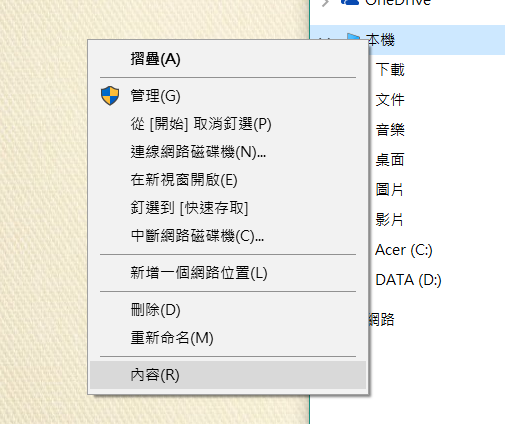 OneDrive
本機
下載
文件
音樂
桌面
圖片
影片
Acer (C:)
DATA (D:)
網路
摺疊(A)
管理(G)
從 [開始] 取消釘選(P)
連線網路磁碟機(N)...
在新視窗開啟(E)
釘選到 [快速存取]
中斷網路磁碟機(C)...
新增一個網路位置(L)
刪除(D)
重新命名(M)
內容(R)